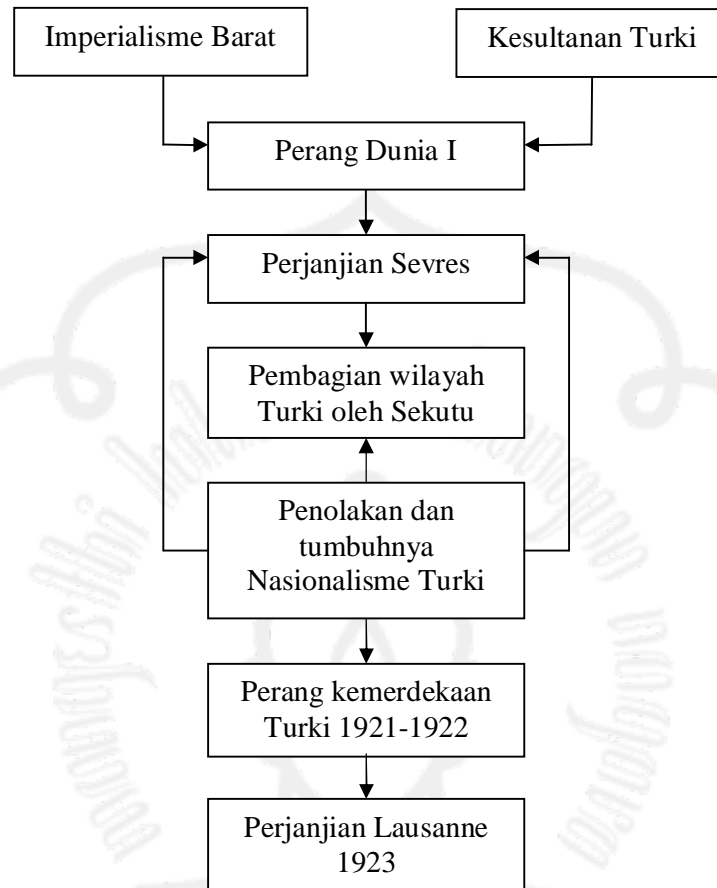 Imperialisme Barat
Kesultanan Turki
Perang Dunia I
Perjanjian Sevres
Pembagian wilayah
Turki oleh Sekutu
Penolakan dan
tumbuhnya
Nasionalisme Turki
Perang kemerdekaan
Turki 1921-1922
Perjanjian Lausanne
1923